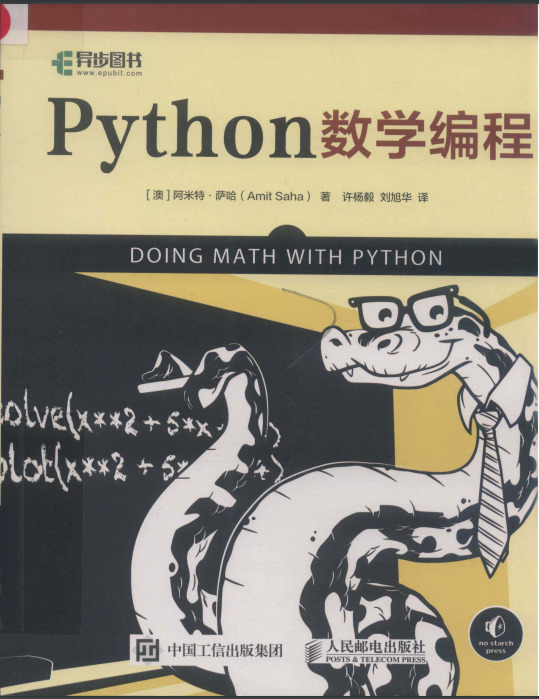 异步图书
www.epubit.com
Python数学编程
[澳]阿米特·萨哈(Amit Saha) 著 许杨毅 刘旭华 译
DOING MATH WITH PYTHON
olve(x**2+5*x
plot(x**2+5*
中国工信出版集团
人民邮电出版社
POSTS & TELECOM PRESS
no starch
press